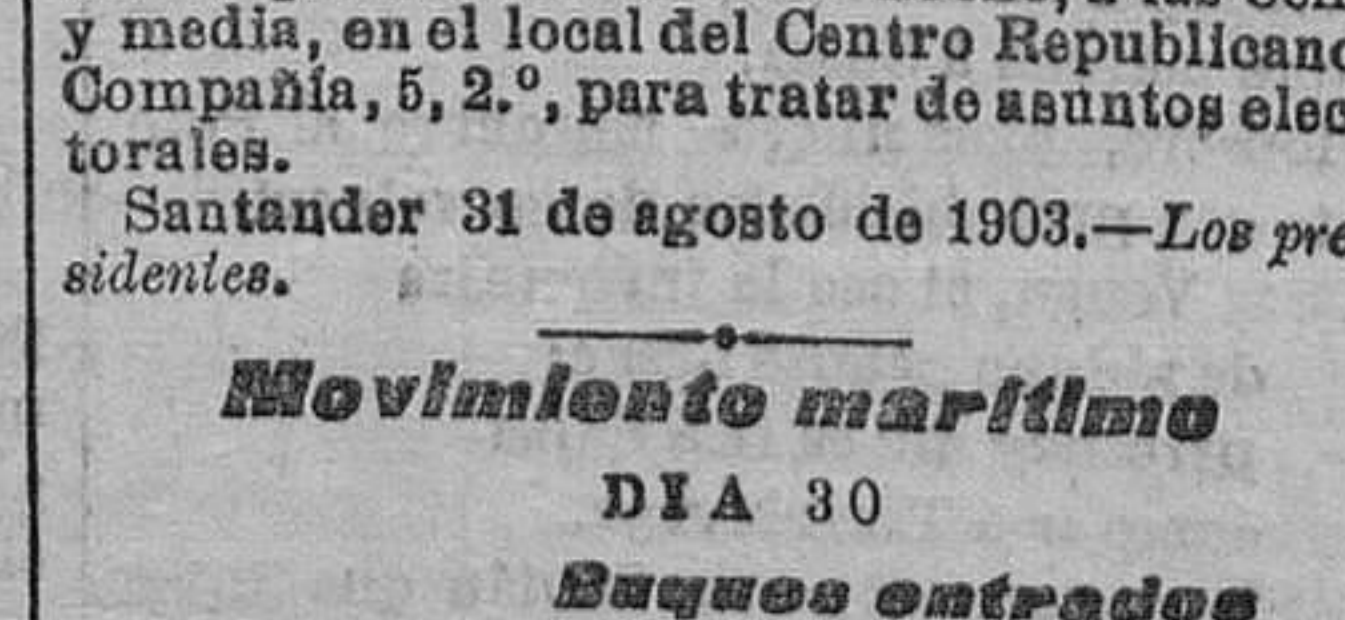 y media, en el local del Centro Republicano
Compañía, 5, 2.º, para tratar de asuntos elec
torales.
Santander 31 de agosto de 1903.—Los pre
sidentes.
Movimiento marítimo
DIA 30
Buques entrados